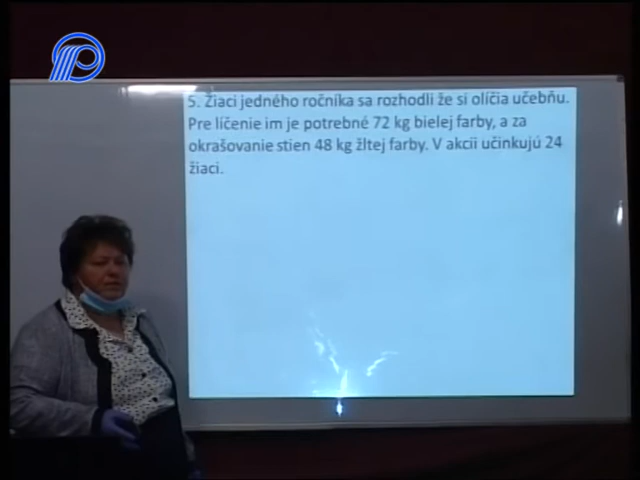 5. Žiaci jedného ročníka sa rozhodli že si olíčia učebňu.
Pre líčenie im je potrebné 72 kg bielej farby, a za
okrašovanie stien 48 kg žltej farby. V akcii učinkujú 24
žiaci.